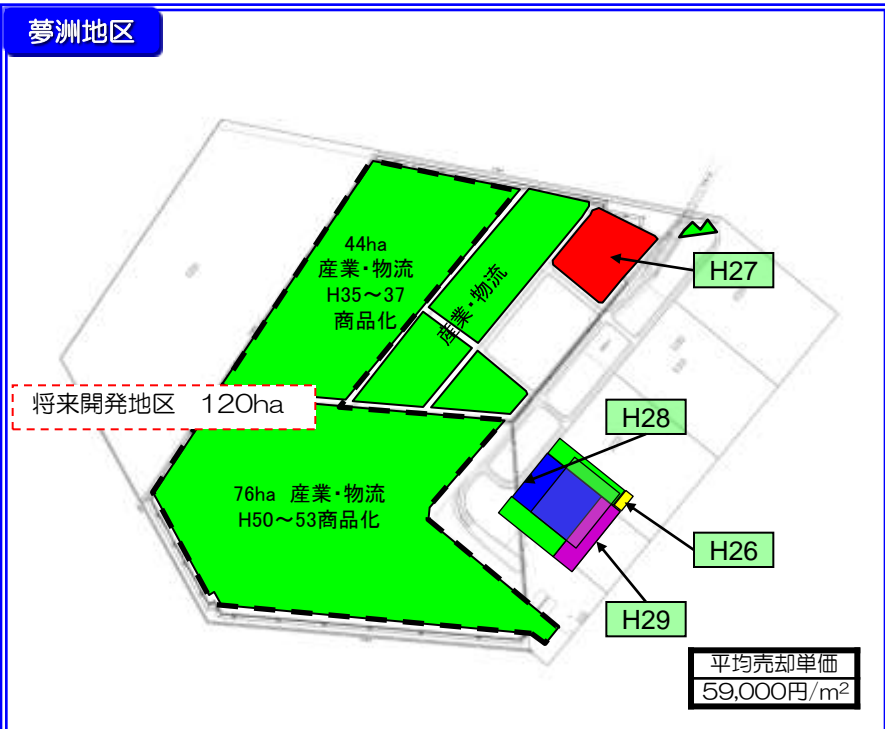 夢洲地区
44ha
産業・物流
H35～37
商品化
産業・物流
H27
将来開発地区　120ha
H28
76ha 産業・物流
H50～53商品化
H26
H29
平均売却単価
59,000円/m²